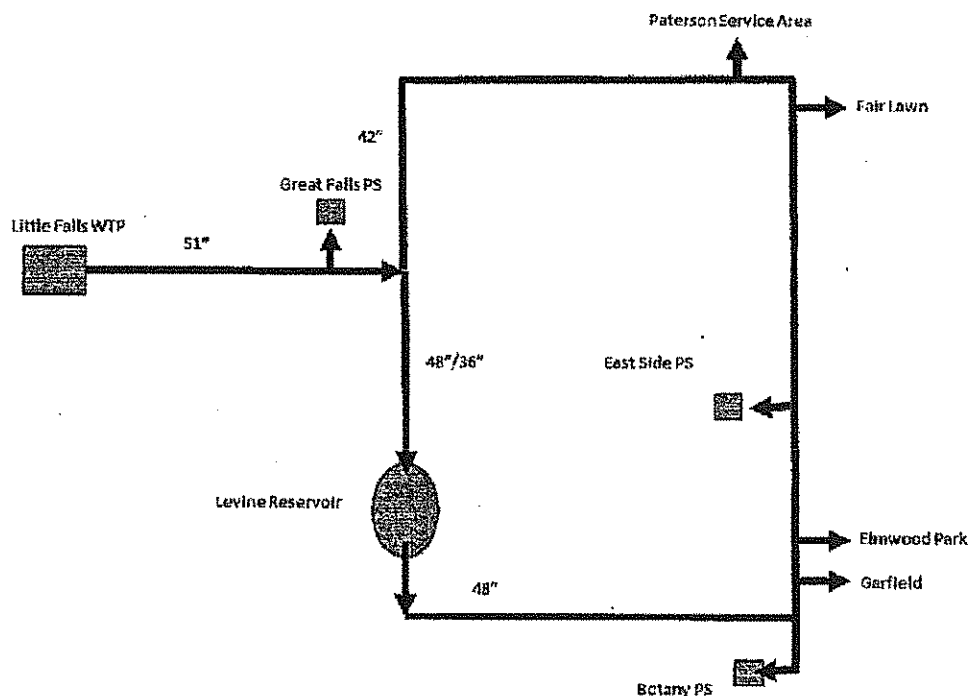 Paterson Service Area
Fair Lawn
42"
Great Falls PS
Little Falls WTP
51"
48"/36"
East Side PS
Levine Reservoir
Elmwood Park
Garfield
48"
Botany PS